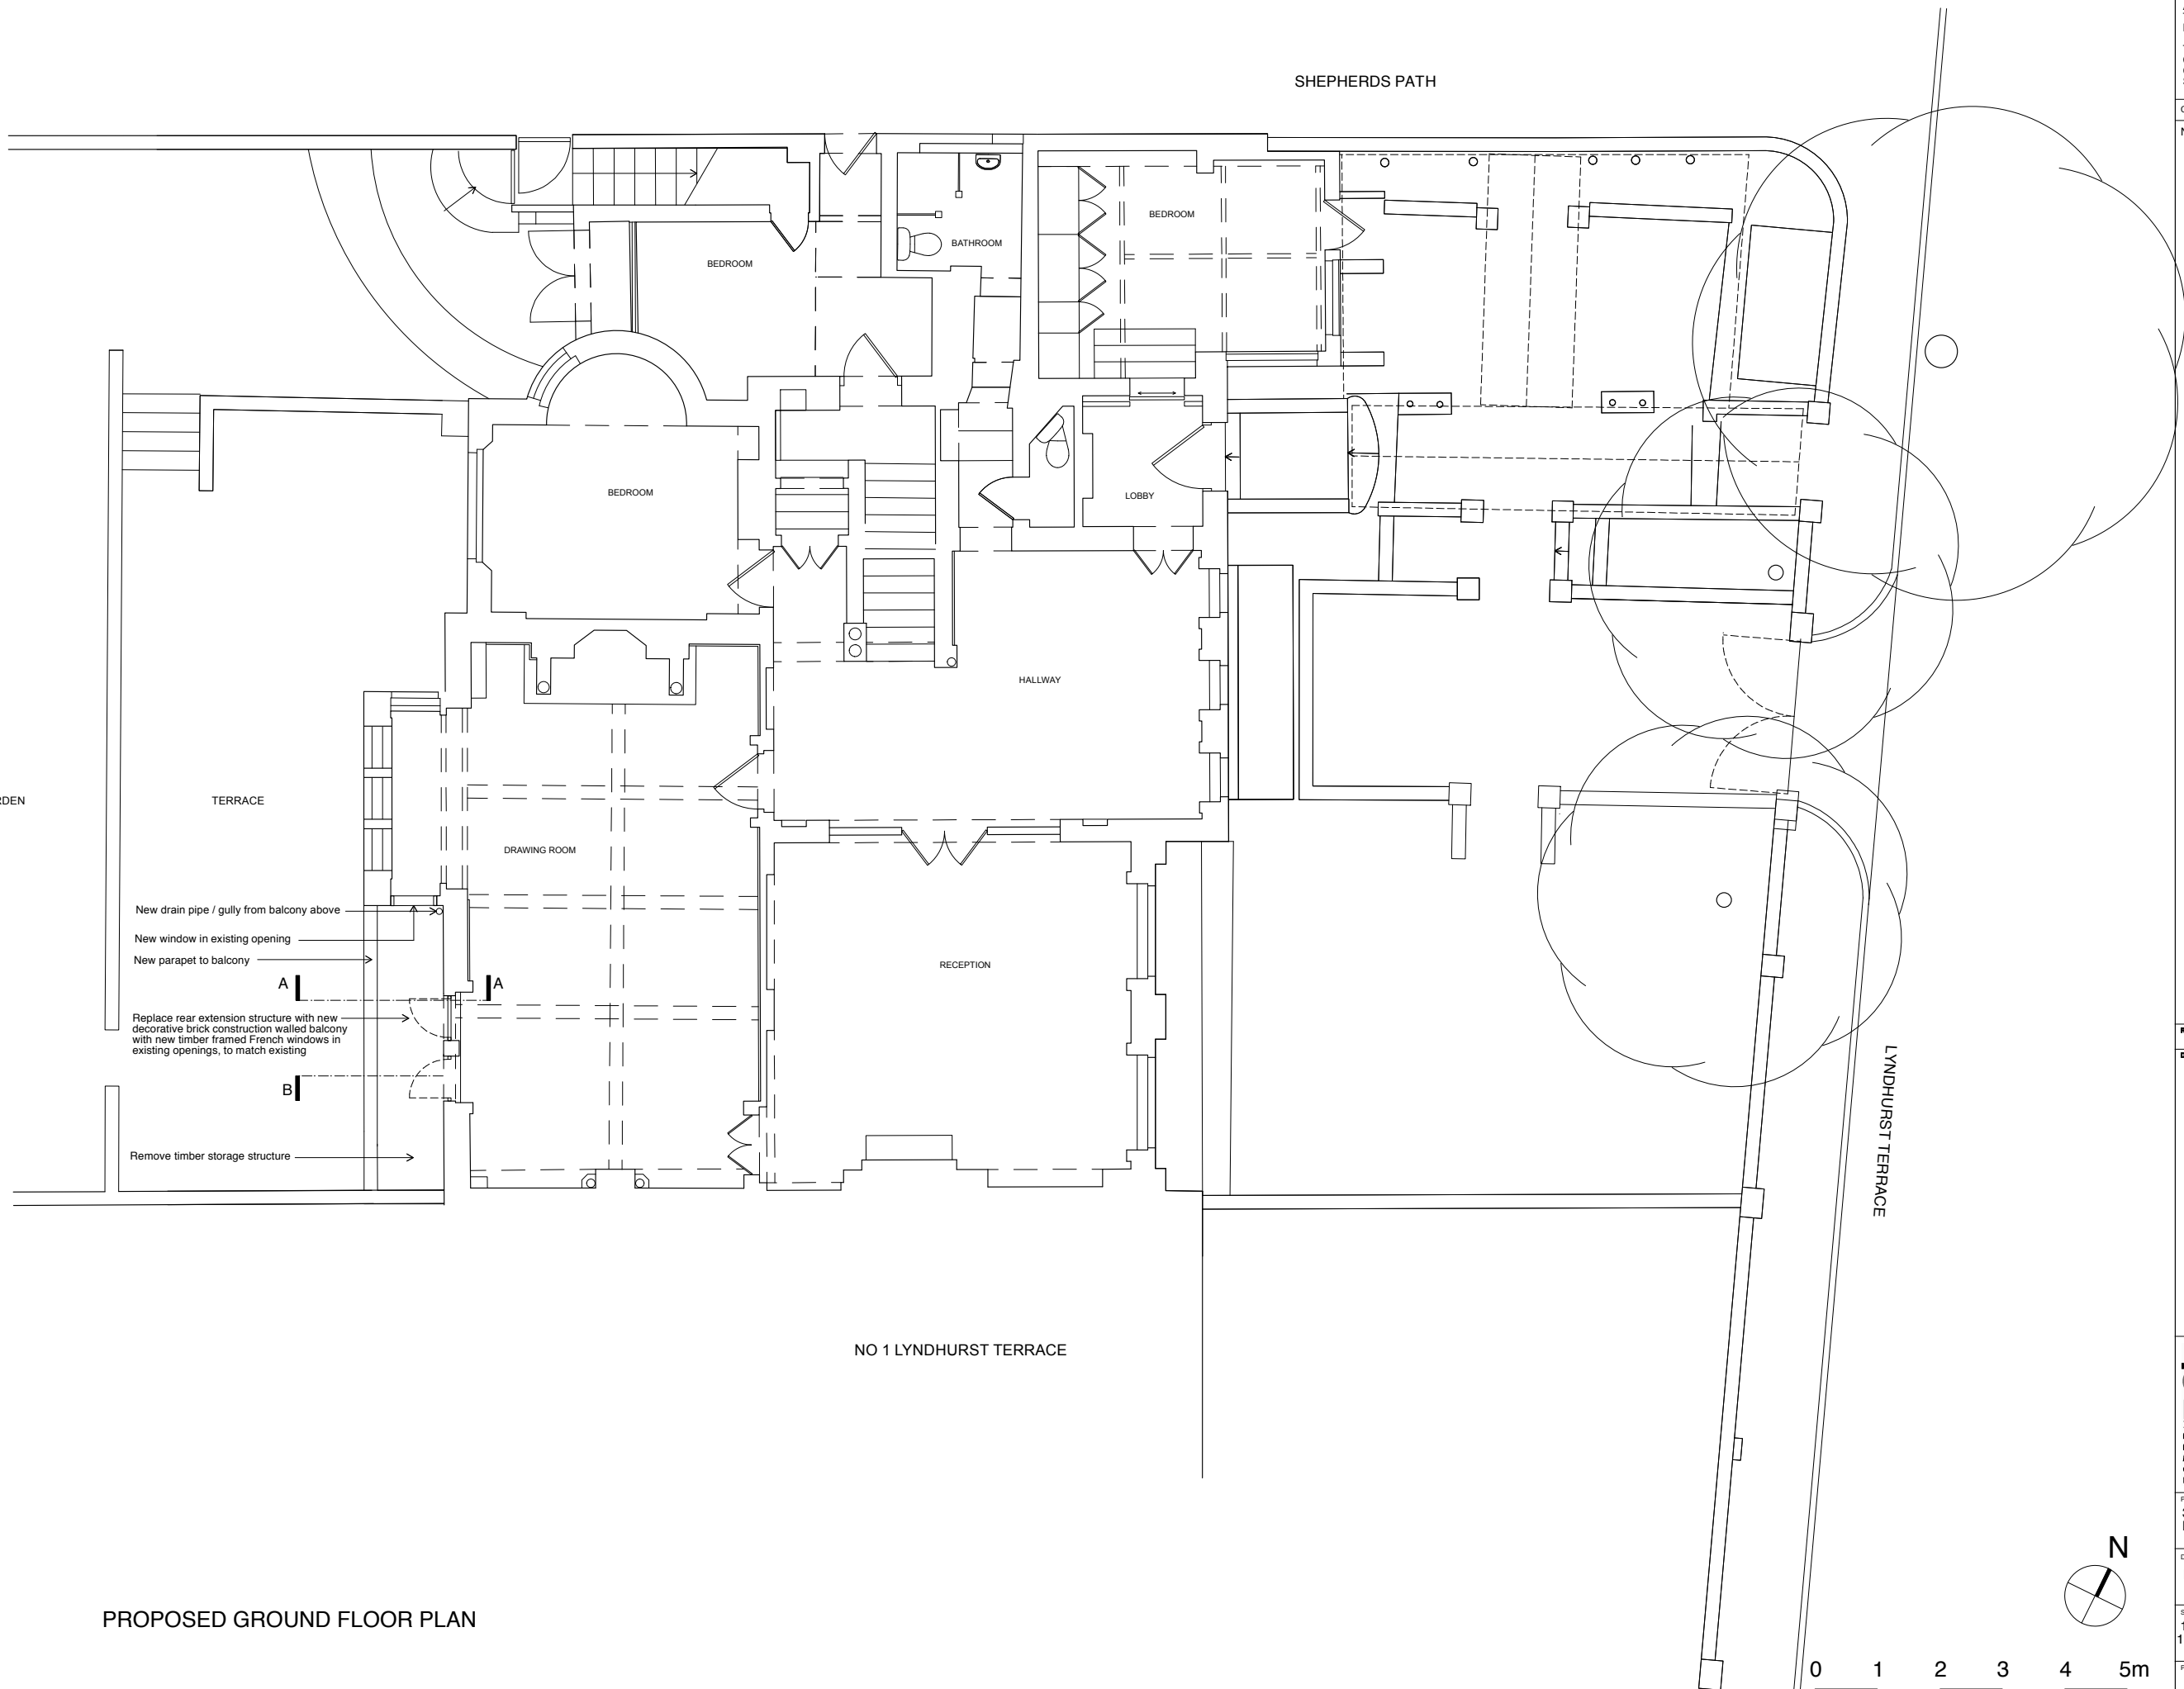 SHEPHERDS PATH
BEDROOM
BATHROOM
BEDROOM
BEDROOM
LOBBY
HALLWAY
TERRACE
DRAWING ROOM
New drain pipe / gully from balcony above
New window in existing opening
New parapet to balcony
RECEPTION
A
A
Replace rear extension structure with new
decorative brick construction walled balcony
with new timber framed French windows in
existing openings, to match existing
B
Remove timber storage structure
LYNDHURST TERRACE
NO 1 LYNDHURST TERRACE
N
PROPOSED GROUND FLOOR PLAN
0 1 2 3 4 5m